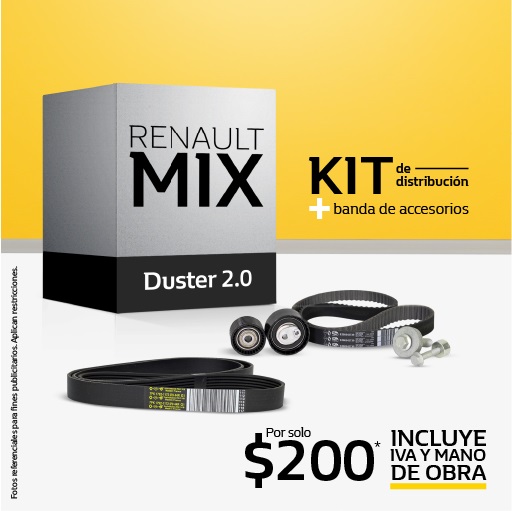 RENAULT
MIX
Duster 2.0
KIT de
distribución
+ banda de accesorios
Por solo
$200*
INCLUYE
IVA Y MANO
DE OBRA
Fotos referenciales para fines publicitarios. Aplican restricciones.